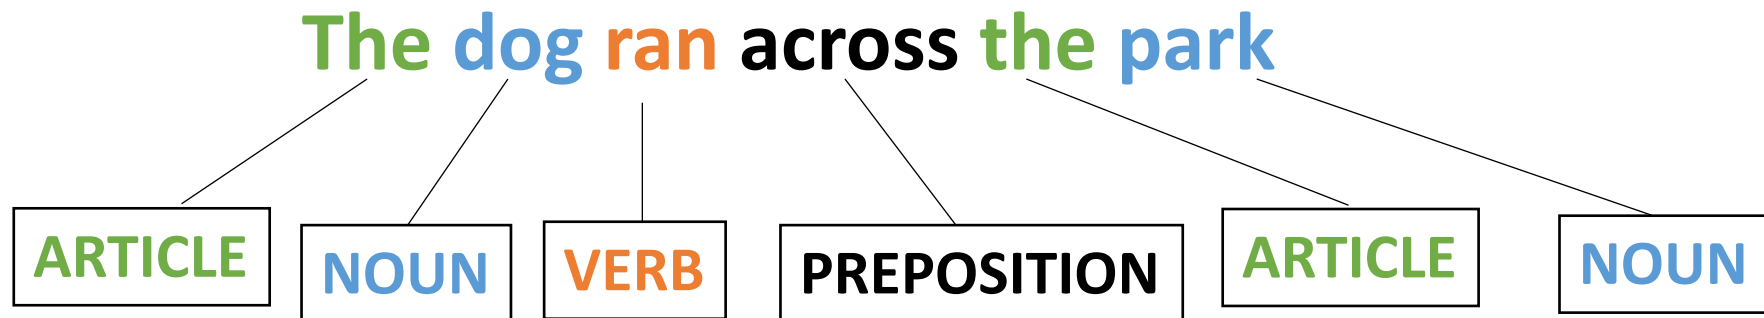 The dog ran across the park
ARTICLE NOUN VERB PREPOSITION ARTICLE NOUN